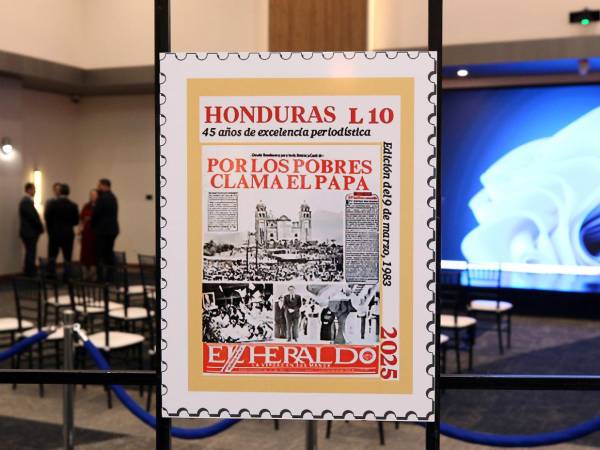 HONDURAS L 10
45 años de excelencia periodística
POR LOS POBRES
CLAMA EL PAPA
Edición del 9 de marzo, 1983
2025
EL HERALDO